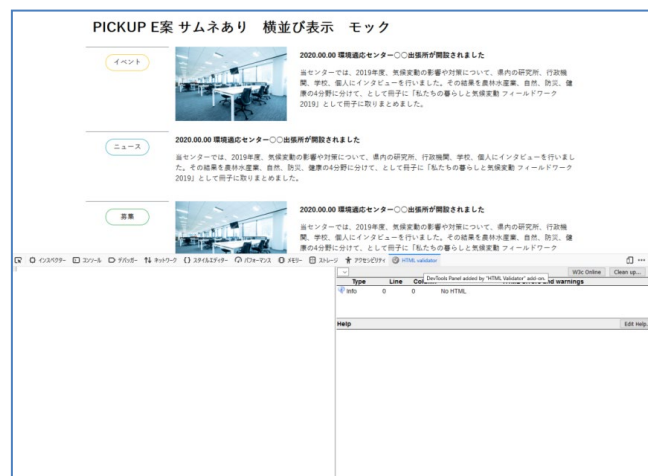 PICKUP E案 サムネあり 横並び表示 モック
イベント
2020.00.00 環境適応センター○○出張所が開設されました
当センターでは、2019年度、気候変動の影響や対策について、県内の研究所、行政機
関、学校、個人にインタビューを行いました。その結果を農林水産業、自然、防災、健
康の4分野に分けて、として冊子に「私たちの暮らしと気候変動 フィールドワーク
2019」として冊子に取りまとめました。
ニュース
2020.00.00 環境適応センター○○出張所が開設されました
当センターでは、2019年度、気候変動の影響や対策について、県内の研究所、行政機関、学校、個人にインタビューを行いまし
た。その結果を農林水産業、自然、防災、健康の4分野に分けて、として冊子に「私たちの暮らしと気候変動 フィールドワーク
2019」として冊子に取りまとめました。
募集
2020.00.00 環境適応センター○○出張所が開設されました
当センターでは、2019年度、気候変動の影響や対策について、県内の研究所、行政機
関、学校、個人にインタビューを行いました。その結果を農林水産業、自然、防災、健
康の4分野に分けて、として冊子に「私たちの暮らしと気候変動 フィールドワーク
インスペクター コンソール デバッガー ネットワーク スタイルエディター パフォーマンス メモリー ストレージ アクセシビリティ HTML validator
W3c Online Clean up...
DevTools Panel added by "HTML Validator" add-on.
Type Line errors and warnings
Info 0 0 No HTML
Help Edit Help.